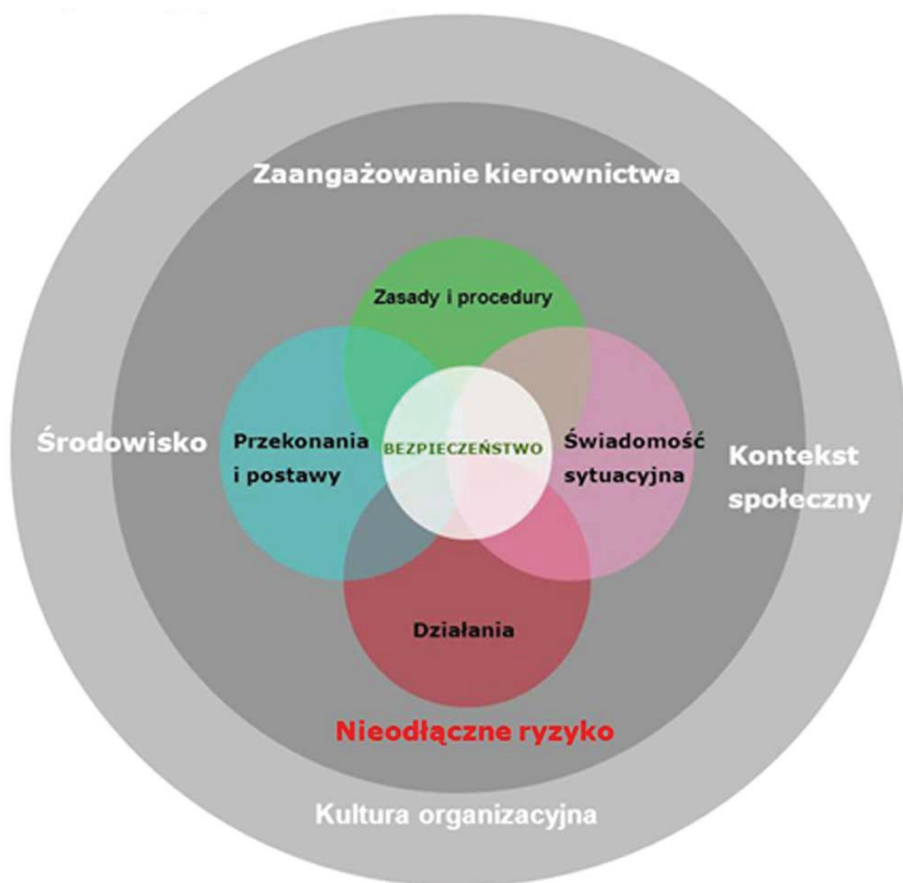 Zaangażowanie kierownictwa
Zasady i procedury
Środowisko
Przekonania
i postawy
BEZPIECZEŃSTWO
Świadomość
sytuacyjna
Kontekst
społeczny
Działania
Nieodłączne ryzyko
Kultura organizacyjna